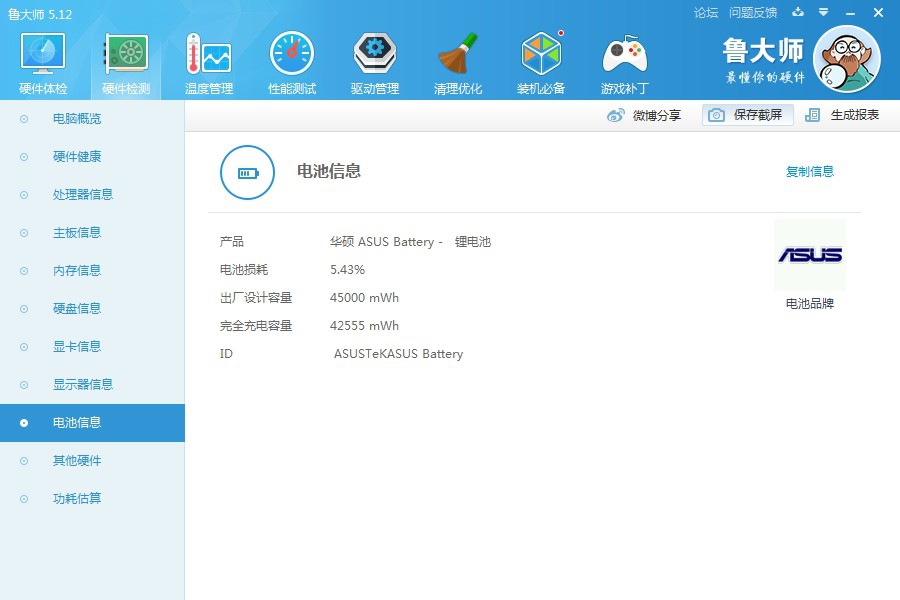 鲁大师 5.12
论坛 问题反馈
硬件体检 硬件检测 温度管理 性能测试 驱动管理 清理优化 装机必备 游戏补丁
鲁大师
最懂你的硬件
微博分享 保存截屏 生成报表
电脑概览
硬件健康
处理器信息
主板信息
内存信息
硬盘信息
显卡信息
显示器信息
电池信息
其他硬件
功耗估算
电池信息
复制信息
产品 华硕 ASUS Battery - 锂电池
电池损耗 5.43%
出厂设计容量 45000 mWh
完全充电容量 42555 mWh
ID ASUSTeKASUS Battery
ASUS
电池品牌